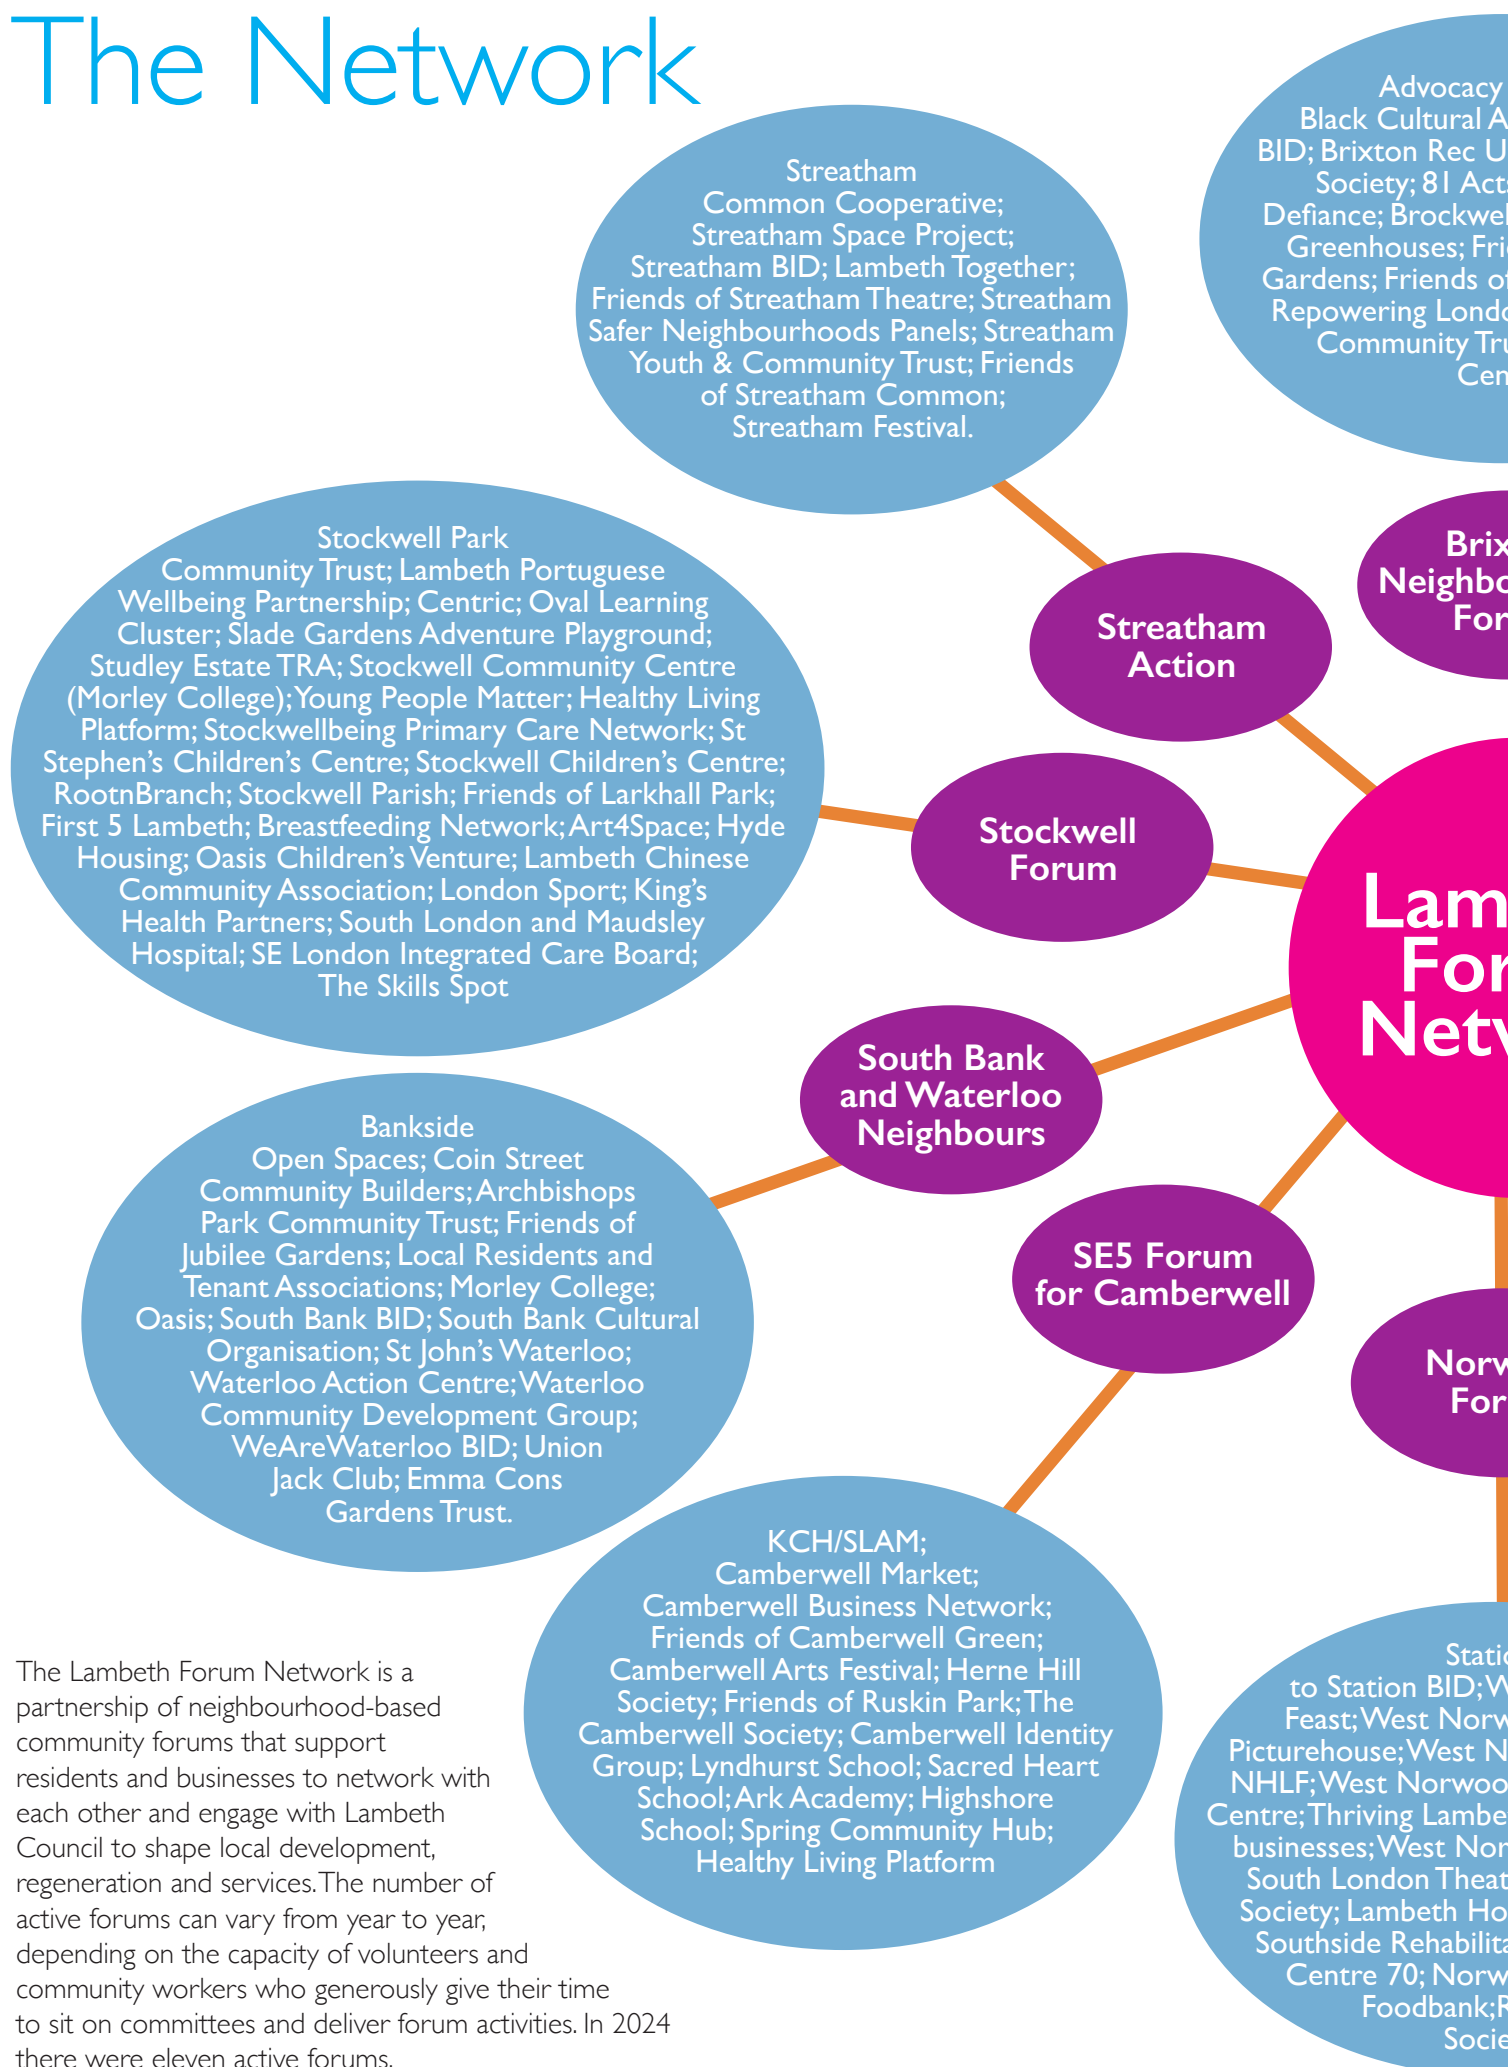 The Network
Streatham
Common Cooperative;
Streatham Space Project;
Streatham BID; Lambeth Together;
Friends of Streatham Theatre; Streatham
Safer Neighbourhoods Panels; Streatham
Youth & Community Trust; Friends
of Streatham Common;
Streatham Festival.
Advocacy
Black Cultural A
BID; Brixton Rec U
Society; 81 Acts
Defiance; Brockwel
Greenhouses; Frie
Gardens; Friends of
Repowering Londo
Community Tru
Cen
Stockwell Park
Community Trust; Lambeth Portuguese
Wellbeing Partnership; Centric; Oval Learning
Cluster; Slade Gardens Adventure Playground;
Studley Estate TRA; Stockwell Community Centre
(Morley College); Young People Matter; Healthy Living
Platform; Stockwellbeing Primary Care Network; St
Stephen's Children's Centre; Stockwell Children's Centre;
RootnBranch; Stockwell Parish; Friends of Larkhall Park;
First 5 Lambeth; Breastfeeding Network; Art4Space; Hyde
Housing; Oasis Children's Venture; Lambeth Chinese
Community Association; London Sport; King's
Health Partners; South London and Maudsley
Hospital; SE London Integrated Care Board;
The Skills Spot
Streatham
Action
Brix
Neighbo
For
Stockwell
Forum
Lam
For
Netw
South Bank
and Waterloo
Neighbours
Bankside
Open Spaces; Coin Street
Community Builders; Archbishops
Park Community Trust; Friends of
Jubilee Gardens; Local Residents and
Tenant Associations; Morley College;
Oasis; South Bank BID; South Bank Cultural
Organisation; St John's Waterloo;
Waterloo Action Centre; Waterloo
Community Development Group;
WeAreWaterloo BID; Union
Jack Club; Emma Cons
Gardens Trust.
SE5 Forum
for Camberwell
Norw
For
KCH/SLAM;
Camberwell Market;
Camberwell Business Network;
Friends of Camberwell Green;
Camberwell Arts Festival; Herne Hill
Society; Friends of Ruskin Park; The
Camberwell Society; Camberwell Identity
Group; Lyndhurst School; Sacred Heart
School; Ark Academy; Highshore
School; Spring Community Hub;
Healthy Living Platform
Statio
to Station BID; W
Feast; West Norw
Picturehouse; West N
NHLF; West Norwoo
Centre; Thriving Lambe
businesses; West Nor
South London Theat
Society; Lambeth Ho
Southside Rehabilita
Centre 70; Norw
Foodbank; R
Socie
The Lambeth Forum Network is a
partnership of neighbourhood-based
community forums that support
residents and businesses to network with
each other and engage with Lambeth
Council to shape local development,
regeneration and services. The number of
active forums can vary from year to year,
depending on the capacity of volunteers and
community workers who generously give their time
to sit on committees and deliver forum activities. In 2024
there were eleven active forums.